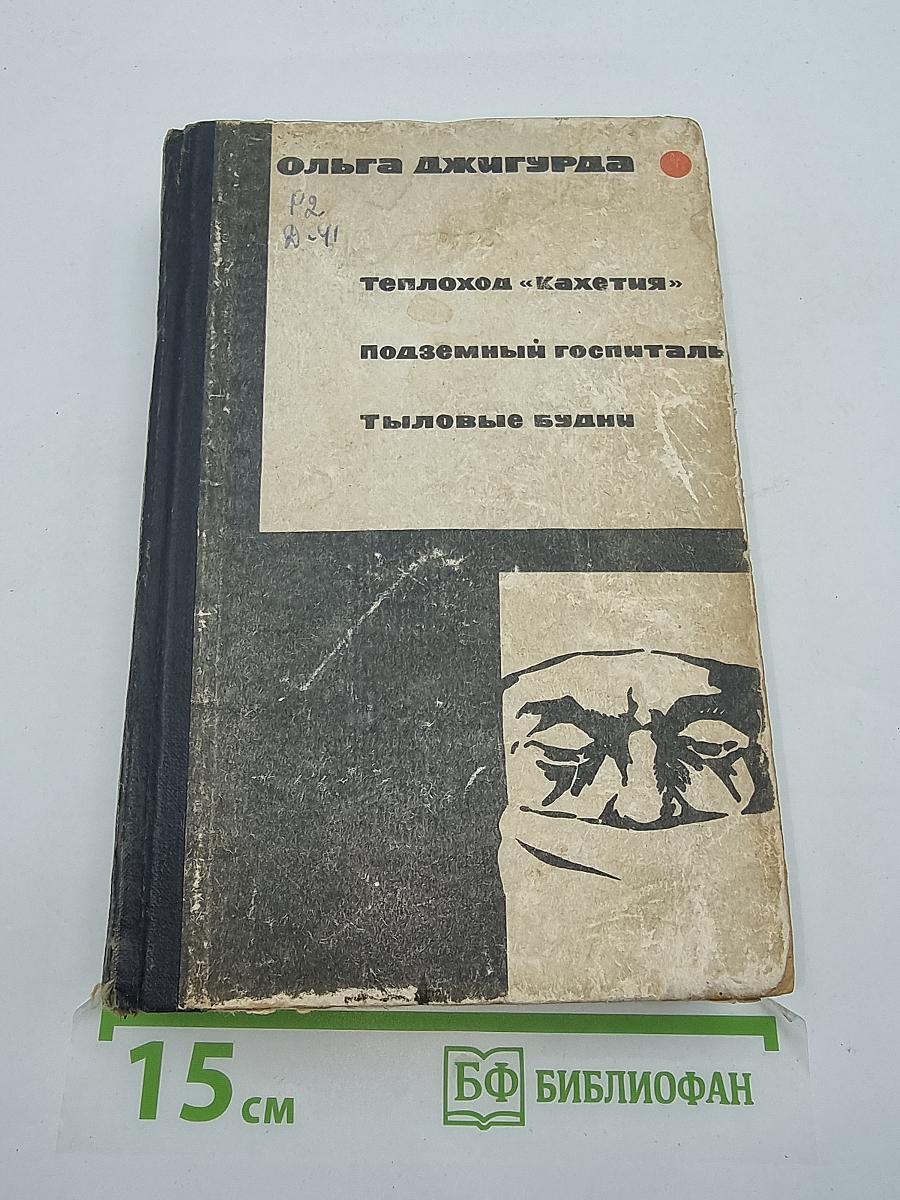 Ольга Джигурда
Р2
Д-41
Теплоход «Кахетия»
Подземный госпиталь
Тыловые будни
15 см
БФ БИБЛИОФАН